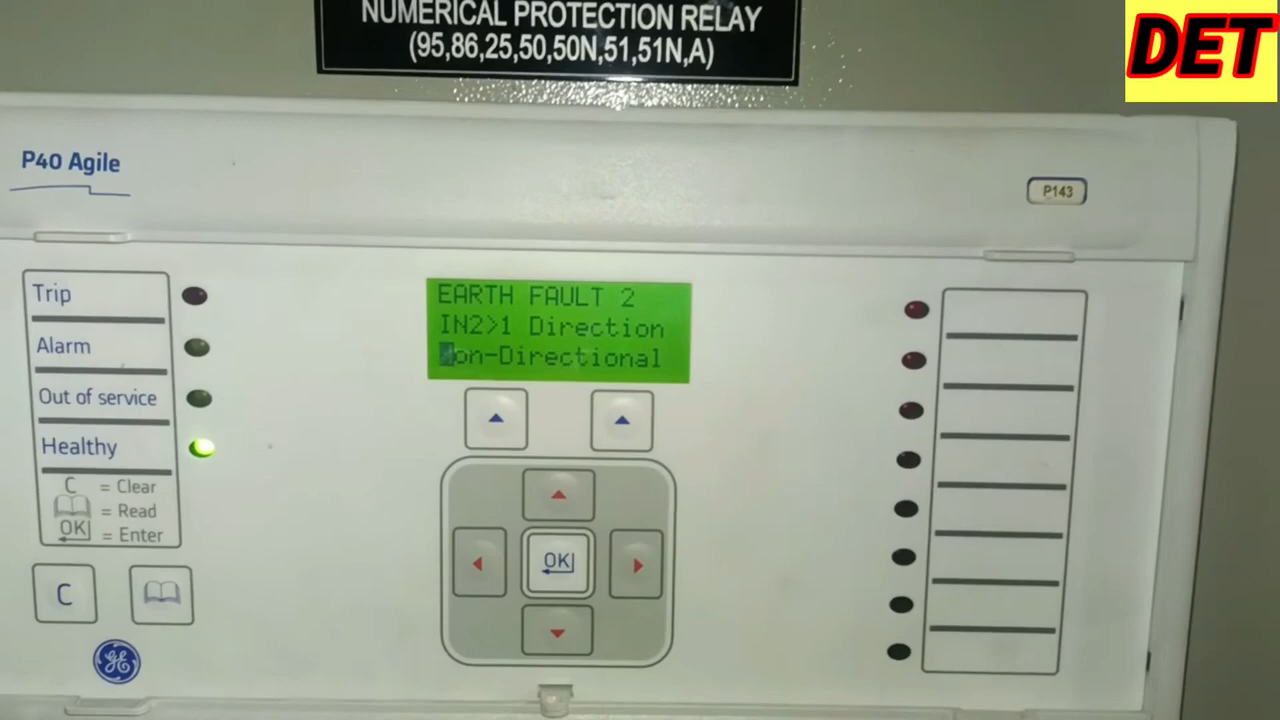 NUMERICAL PROTECTION RELAY
(95,86,25,50,50N,51,51N,A)
DET
P40 Agile
P143
Trip
Alarm
Out of service
Healthy
C = Clear
= Read
OK = Enter
EARTH FAULT 2
IN2>1 Direction
Non-Directional
OK
C
GE